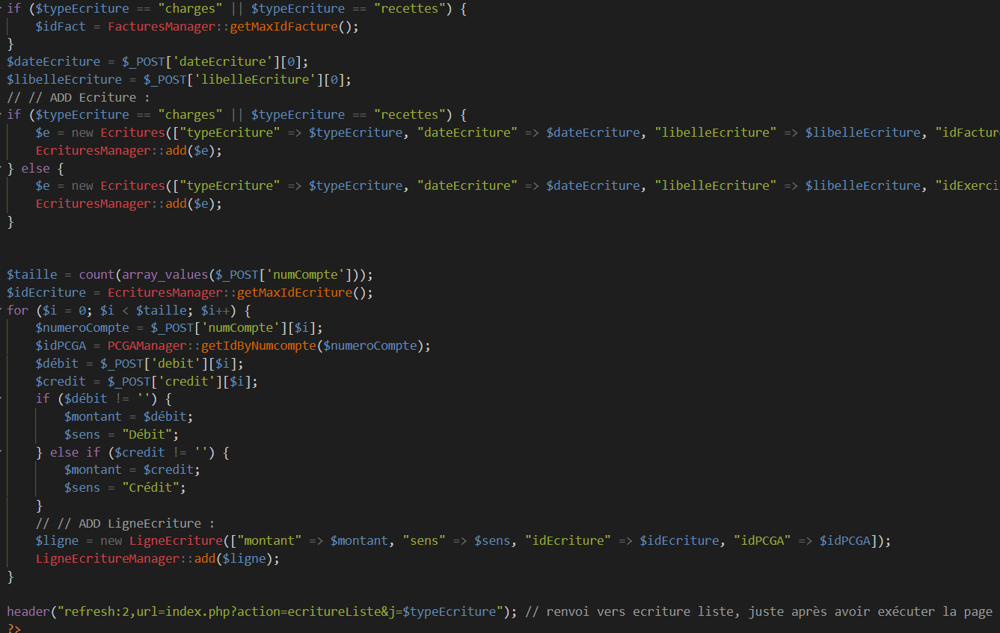 if ($typeEcriture == "charges" || $typeEcriture == "recettes") {
$idFact = FacturesManager::getMaxIdFacture();
}
$dateEcriture = $_POST['dateEcriture'][0];
$libelleEcriture = $_POST['libelleEcriture'][0];
// // ADD Ecriture :
if ($typeEcriture == "charges" || $typeEcriture == "recettes") {
$e = new Ecritures(["typeEcriture" => $typeEcriture, "dateEcriture" => $dateEcriture, "libelleEcriture" => $libelleEcriture, "idFactur
EcrituresManager::add($e);
} else {
$e = new Ecritures(["typeEcriture" => $typeEcriture, "dateEcriture" => $dateEcriture, "libelleEcriture" => $libelleEcriture, "idExerci
EcrituresManager::add($e);
}
$taille = count(array_values($_POST['numCompte']));
$idEcriture = EcrituresManager::getMaxIdEcriture();
for ($i = 0; $i < $taille; $i++) {
$numeroCompte = $_POST['numCompte'][$i];
$idPCGA = PCGAManager::getIdByNumcompte($numeroCompte);
$débit = $_POST['debit'][$i];
$credit = $_POST['credit'][$i];
if ($débit != '') {
$montant = $débit;
$sens = "Débit";
} else if ($credit != '') {
$montant = $credit;
$sens = "Crédit";
}
// // ADD LigneEcriture :
$ligne = new LigneEcriture(["montant" => $montant, "sens" => $sens, "idEcriture" => $idEcriture, "idPCGA" => $idPCGA]);
LigneEcritureManager::add($ligne);
}
header("refresh:2,url=index.php?action=ecritureListe&j=$typeEcriture"); // renvoi vers ecriture liste, juste après avoir exécuter la page
?>